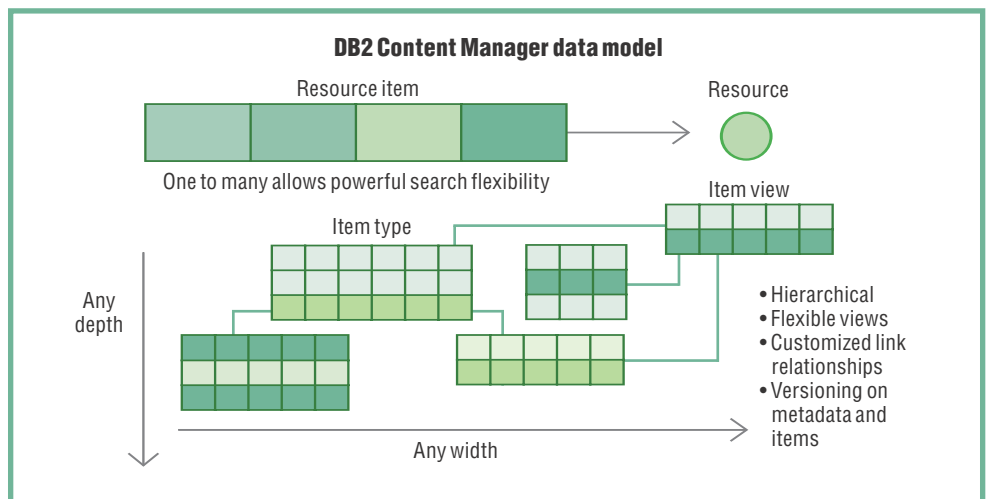 DB2 Content Manager data model
Resource item
Resource
One to many allows powerful search flexibility
Item view
Item type
Any
depth
• Hierarchical
• Flexible views
• Customized link
relationships
• Versioning on
metadata and
items
Any width